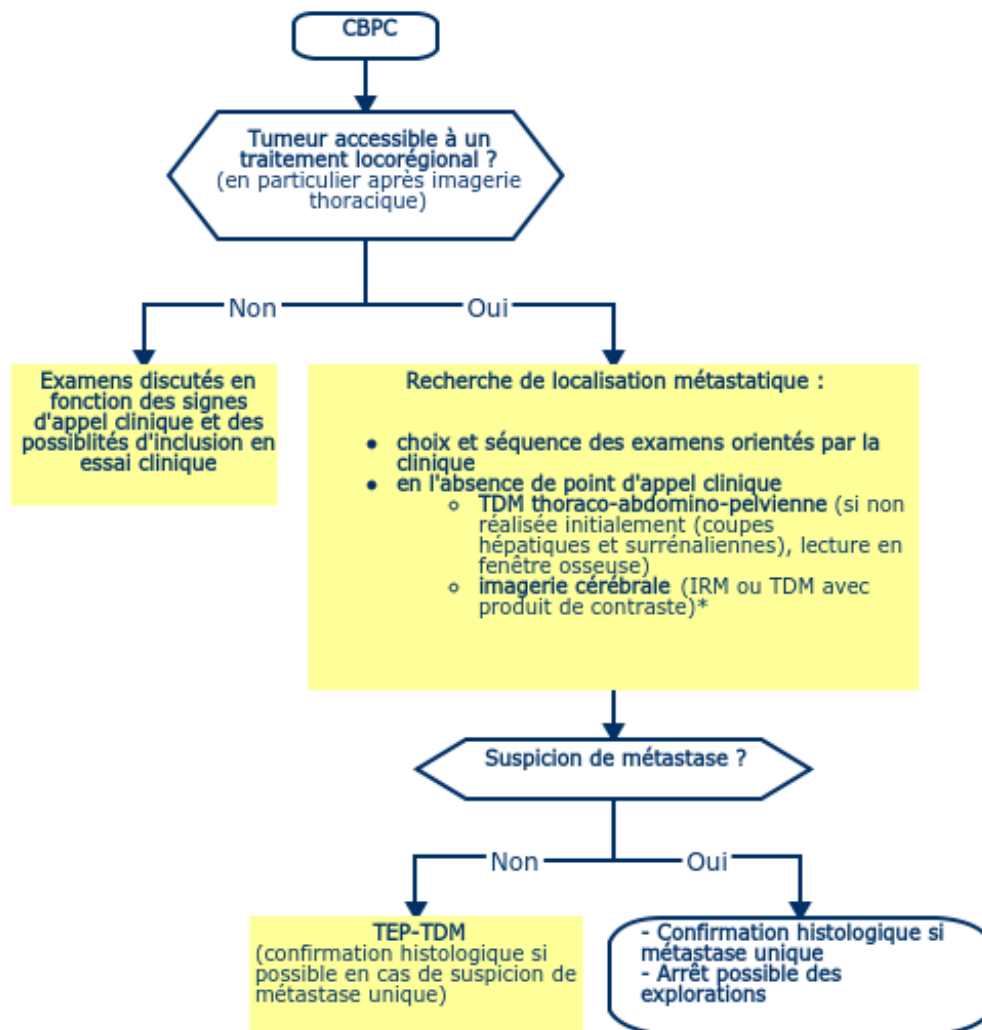 CBPC
Tumeur accessible à un
traitement locorégional ?
(en particulier après imagerie
thoracique)
Non
Oui
Examens discutés en
fonction des signes
d'appel clinique et des
possiblités d'inclusion en
essai clinique
Recherche de localisation métastatique :
● choix et séquence des examens orientés par la
clinique
● en l'absence de point d'appel clinique
○ TDM thoraco-abdomino-pelvienne (si non
réalisée initialement (coupes
hépatiques et surrénaliennes), lecture en
fenêtre osseuse)
○ imagerie cérébrale (IRM ou TDM avec
produit de contraste)*
Suspicion de métastase ?
Non
Oui
TEP-TDM
(confirmation histologique si
possible en cas de suspicion de
métastase unique)
- Confirmation histologique si
métastase unique
- Arrêt possible des
explorations